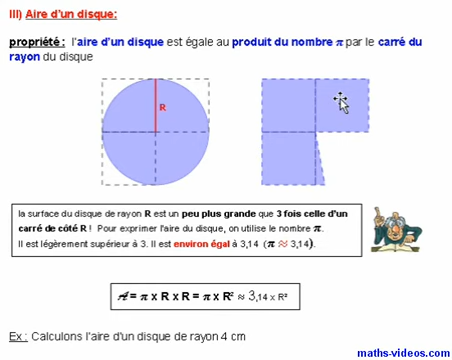 III) Aire d'un disque:
propriété : l'aire d'un disque est égale au produit du nombre π par le carré du
rayon du disque
R
la surface du disque de rayon R est un peu plus grande que 3 fois celle d'un
carré de côté R ! Pour exprimer l'aire du disque, on utilise le nombre π.
Il est légèrement supérieur à 3. Il est environ égal à 3,14 (π ≈ 3,14).
A = π x R x R = π x R² ≈ 3,14 x R²
Ex : Calculons l'aire d'un disque de rayon 4 cm
maths-videos.com